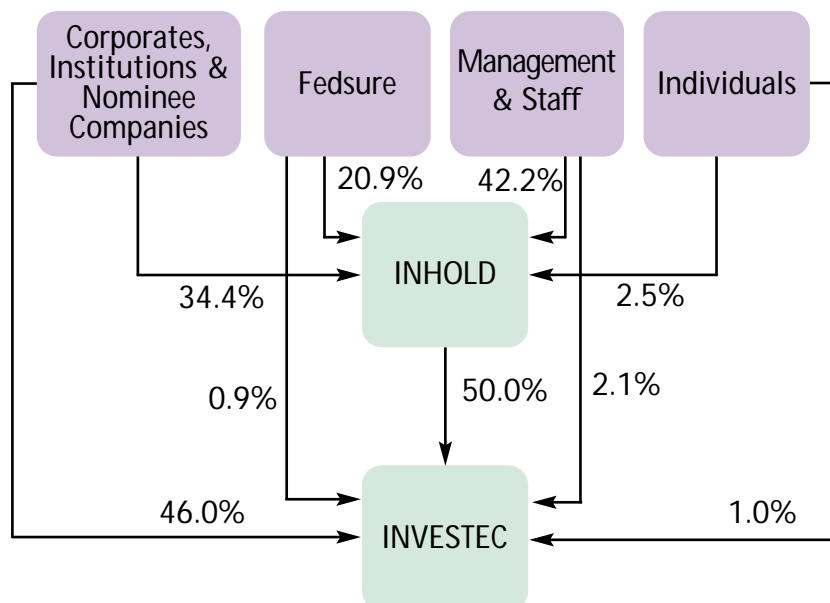 Corporates,
Institutions &
Nominee
Companies
Fedsure
Management
& Staff
Individuals
20.9%
42.2%
INHOLD
34.4%
2.5%
0.9%
50.0%
2.1%
46.0%
INVESTEC
1.0%